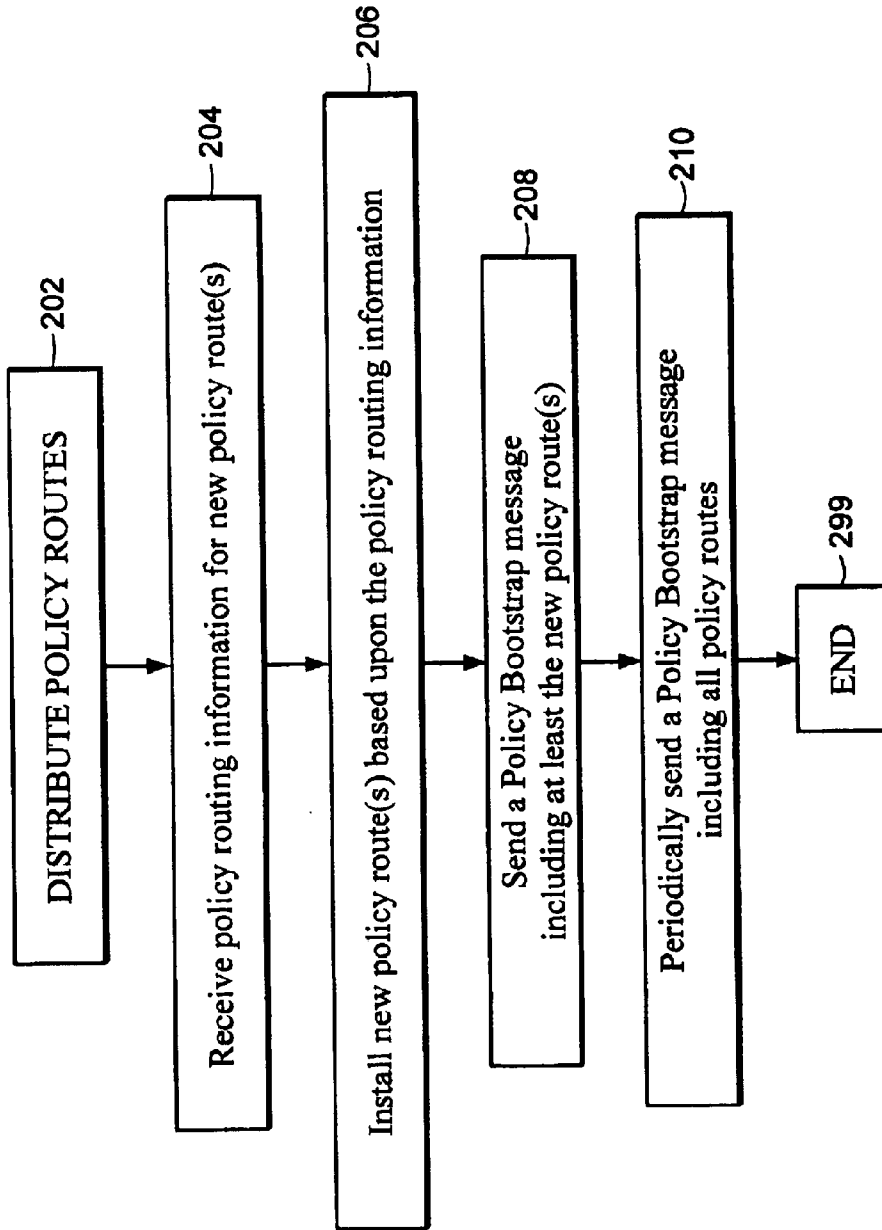 DISTRIBUTE POLICY ROUTES
202
Receive policy routing information for new policy route(s)
204
Install new policy route(s) based upon the policy routing information
206
Send a Policy Bootstrap message
including at least the new policy route(s)
208
Periodically send a Policy Bootstrap message
including all policy routes
210
END
299